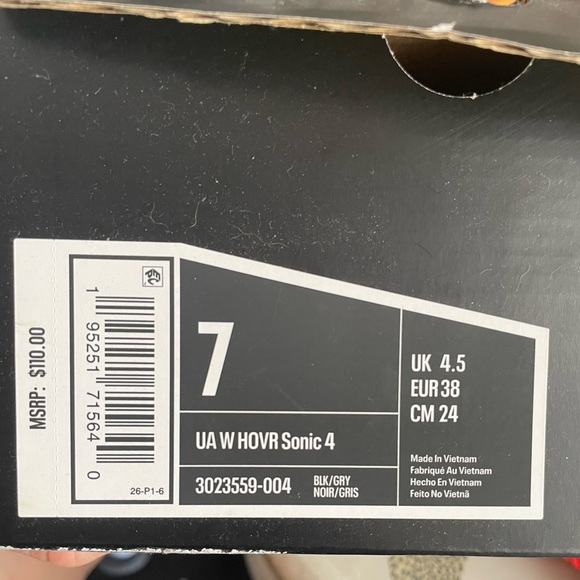 MSRP: $110.00
1 95251 71564 0
26-P1-6
7
UA W HOVR Sonic 4
3023559-004
BLK/GRY
NOIR/GRIS
UK 4.5
EUR 38
CM 24
Made In Vietnam
Fabriqué Au Vietnam
Hecho En Vietnam
Feito No Vietnã